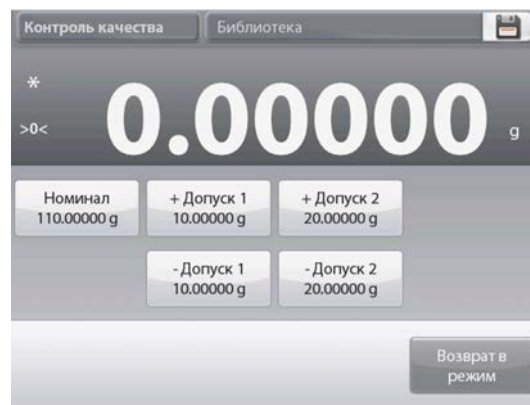 Контроль качества Библиотека
*
>0< 0.00000 g
Номинал + Допуск 1 + Допуск 2
110.00000 g 10.00000 g 20.00000 g
- Допуск 1 - Допуск 2
10.00000 g 20.00000 g
Возврат в
режим